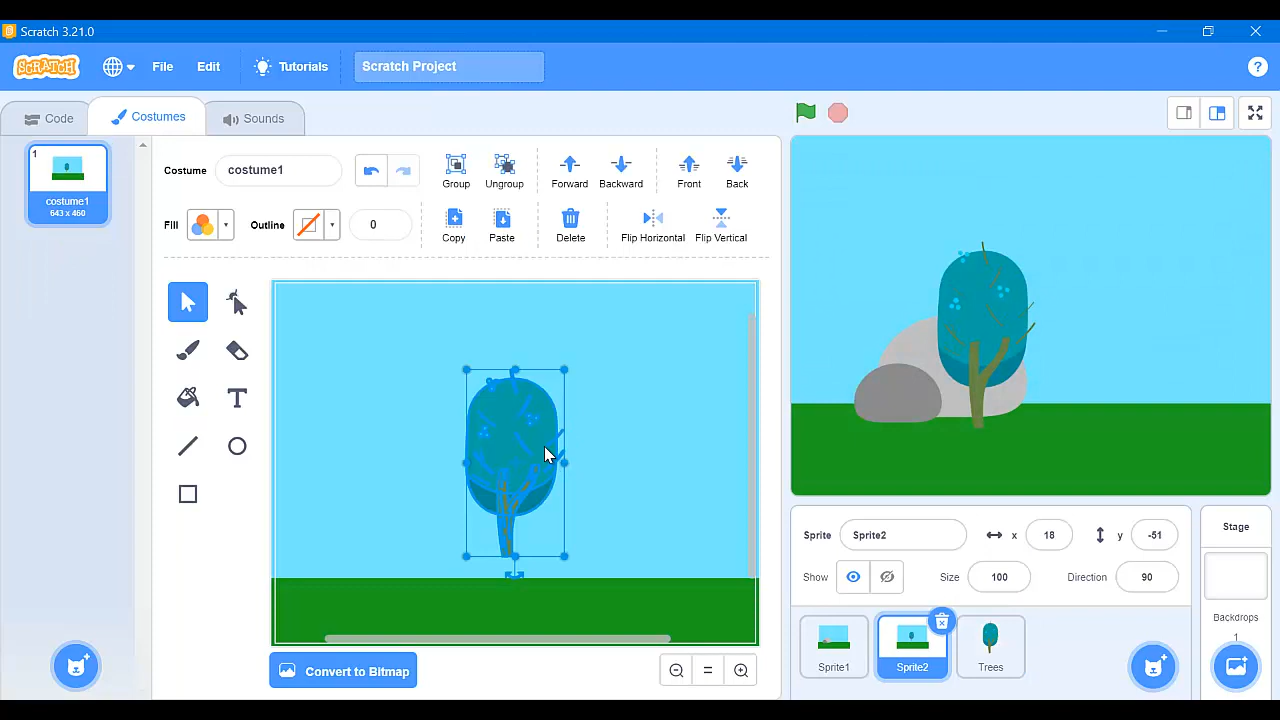 Scratch 3.21.0
SCRATCH
File
Edit
Tutorials
Scratch Project
?
Code
Costumes
Sounds
1
costume1
643 x 460
Costume
costume1
Group
Ungroup
Forward
Backward
Front
Back
Fill
Outline
0
Copy
Paste
Delete
Flip Horizontal
Flip Vertical
T
Convert to Bitmap
Sprite
Sprite2
x
18
y
-51
Show
Size
100
Direction
90
Sprite1
Sprite2
Trees
Stage
Backdrops
1